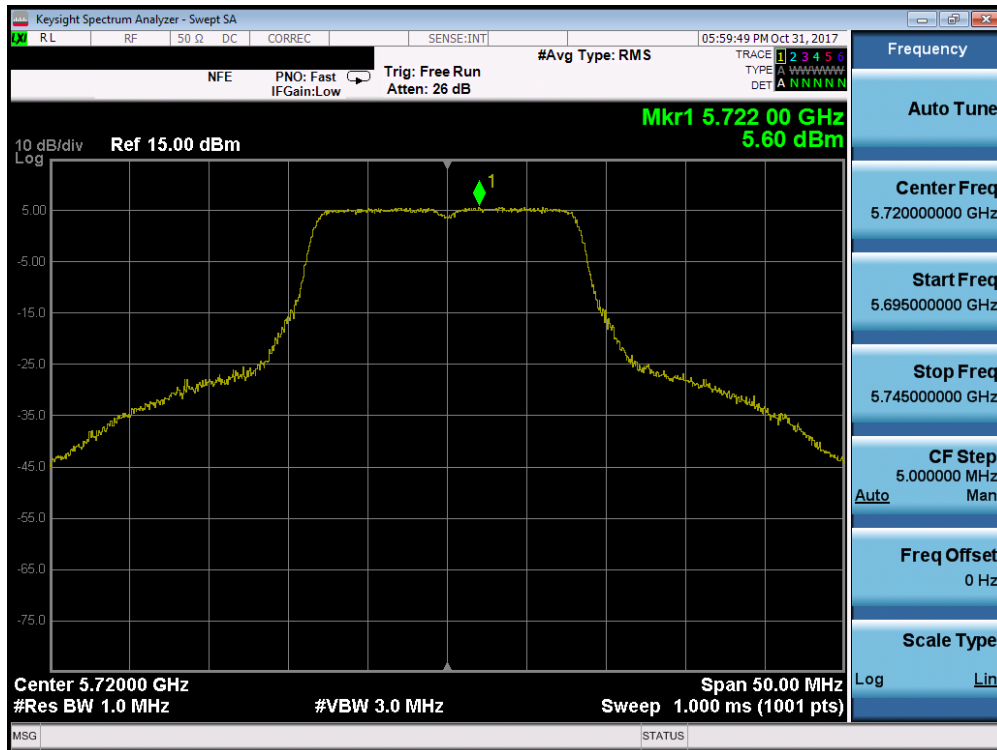 Keysight Spectrum Analyzer - Swept SA
LXI RL RF 50 Ω DC CORREC SENSE:INT 05:59:49 PM Oct 31, 2017
Frequency
#Avg Type: RMS TRACE 1 2 3 4 5 6
NFE PNO: Fast Trig: Free Run TYPE A WWWWW
IFGain:Low Atten: 26 dB DET A N N N N N
Auto Tune
Mkr1 5.722 00 GHz
5.60 dBm
10 dB/div Ref 15.00 dBm
Log
1
5.00
-5.00
-15.0
-25.0
-35.0
-45.0
-55.0
-65.0
-75.0
Center 5.72000 GHz Span 50.00 MHz
#Res BW 1.0 MHz #VBW 3.0 MHz Sweep 1.000 ms (1001 pts)
MSG STATUS
Center Freq
5.720000000 GHz
Start Freq
5.695000000 GHz
Stop Freq
5.745000000 GHz
CF Step
5.000000 MHz
Auto Man
Freq Offset
0 Hz
Scale Type
Log Lin